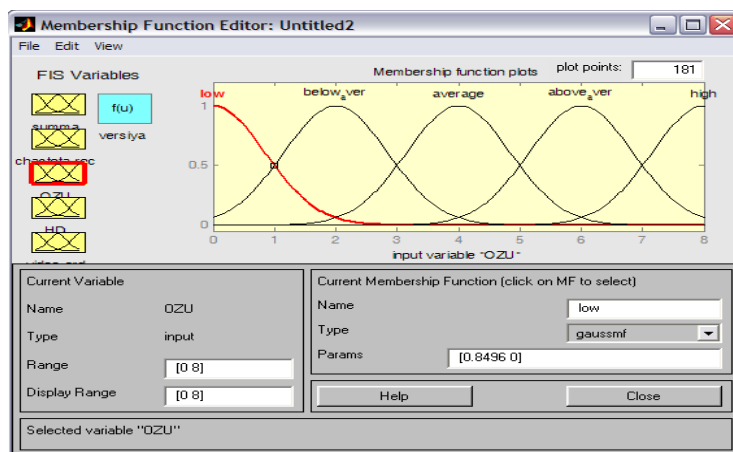 Membership Function Editor: Untitled2
File Edit View
FIS Variables
Membership function plots
plot points: 181
f(u)
summa
versiya
OZU
HD
low below_aver average above_aver high
1
0.5
0
0 1 2 3 4 5 6 7 8
input variable "OZU"
Current Variable
Name OZU
Type input
Range [0 8]
Display Range [0 8]
Current Membership Function (click on MF to select)
Name low
Type gaussmf
Params [0.8496 0]
Help Close
Selected variable "OZU"